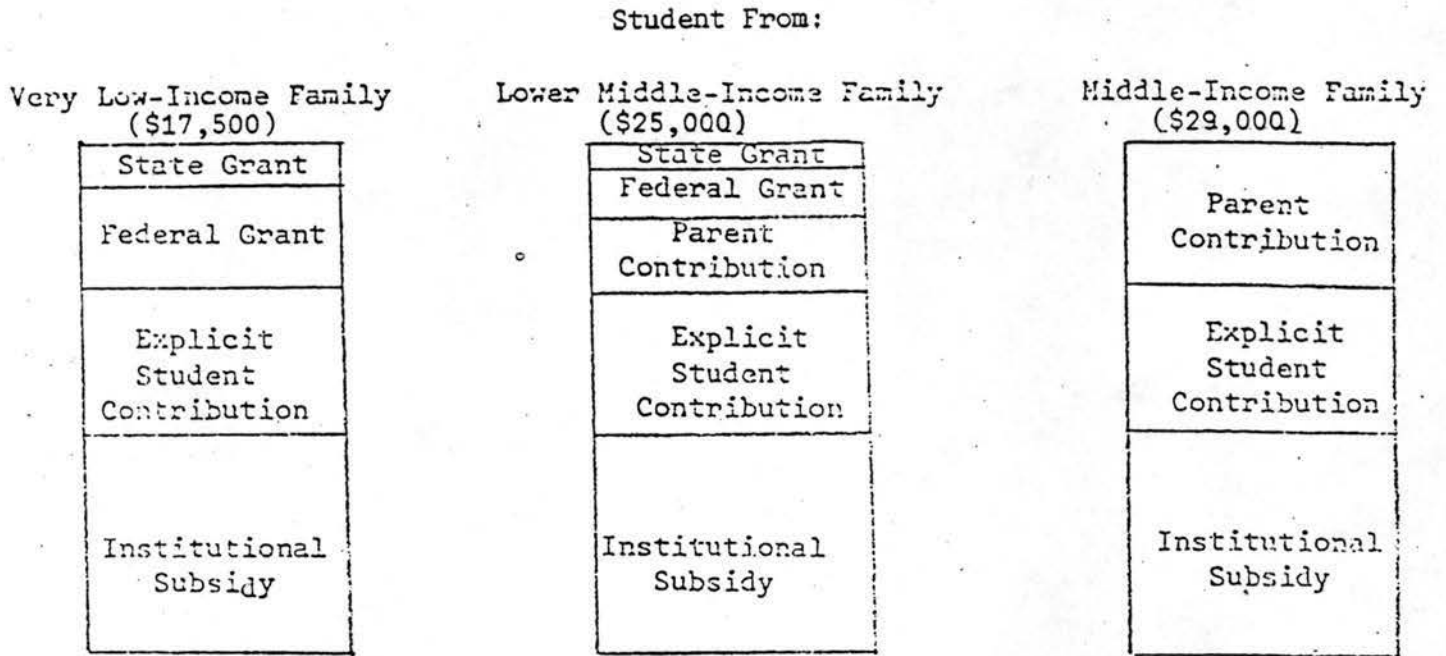 Student From:
Very Low-Income Family
($17,500)
State Grant
Federal Grant
Explicit
Student
Contribution
Institutional
Subsidy
Lower Middle-Income Family
($25,000)
State Grant
Federal Grant
Parent
Contribution
Explicit
Student
Contribution
Institutional
Subsidy
Middle-Income Family
($29,000)
Parent
Contribution
Explicit
Student
Contribution
Institutional
Subsidy